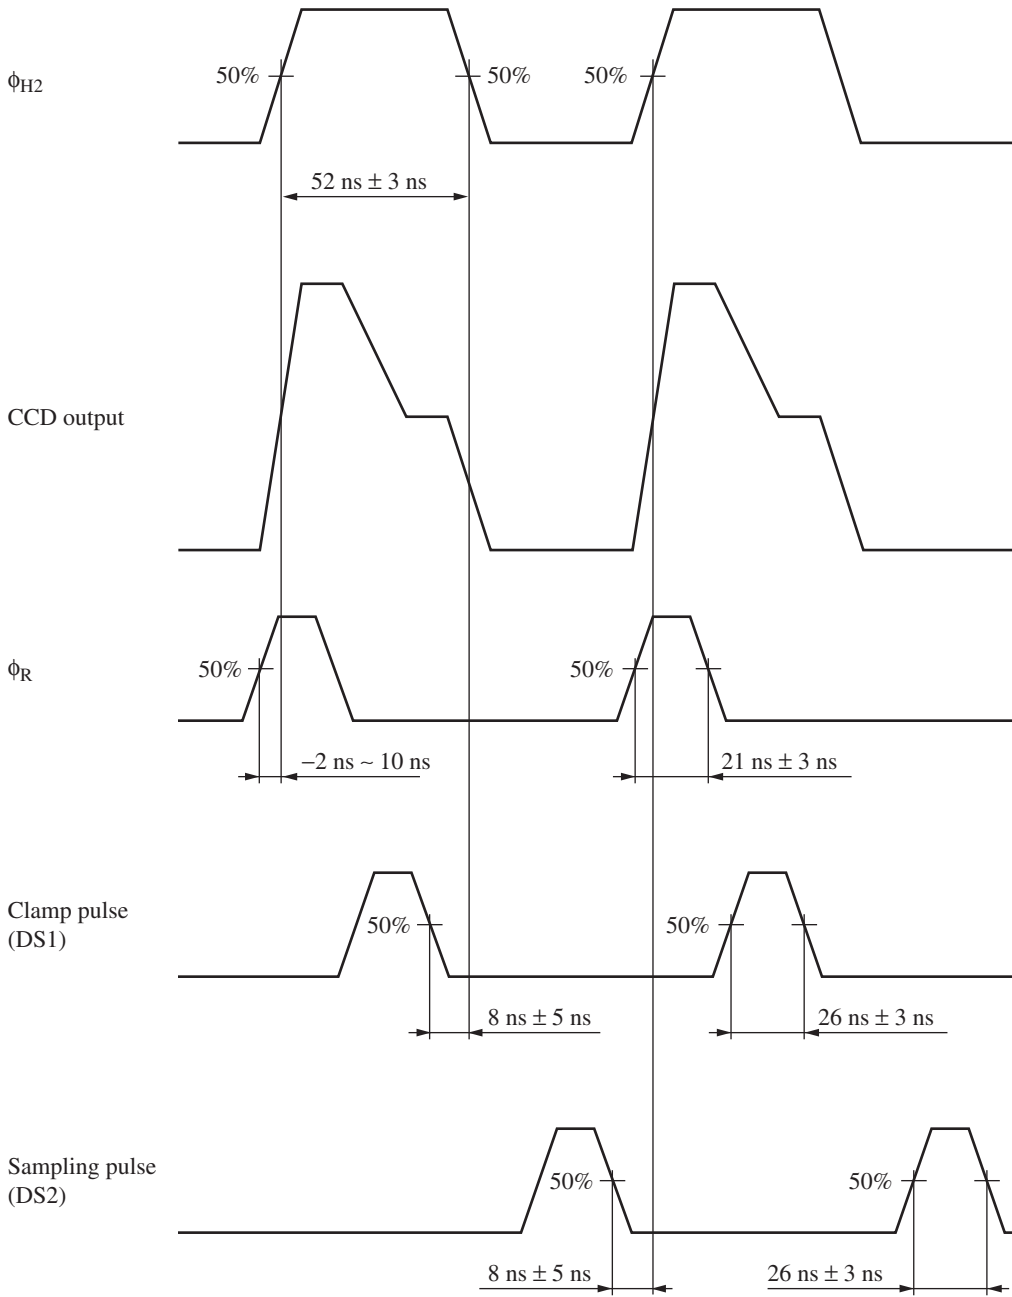 50% 50% 50%
ϕH2
52 ns ± 3 ns
CCD output
50% 50%
ϕR
−2 ns ~ 10 ns 21 ns ± 3 ns
Clamp pulse
(DS1)
50% 50%
8 ns ± 5 ns 26 ns ± 3 ns
Sampling pulse
(DS2)
50% 50%
8 ns ± 5 ns 26 ns ± 3 ns